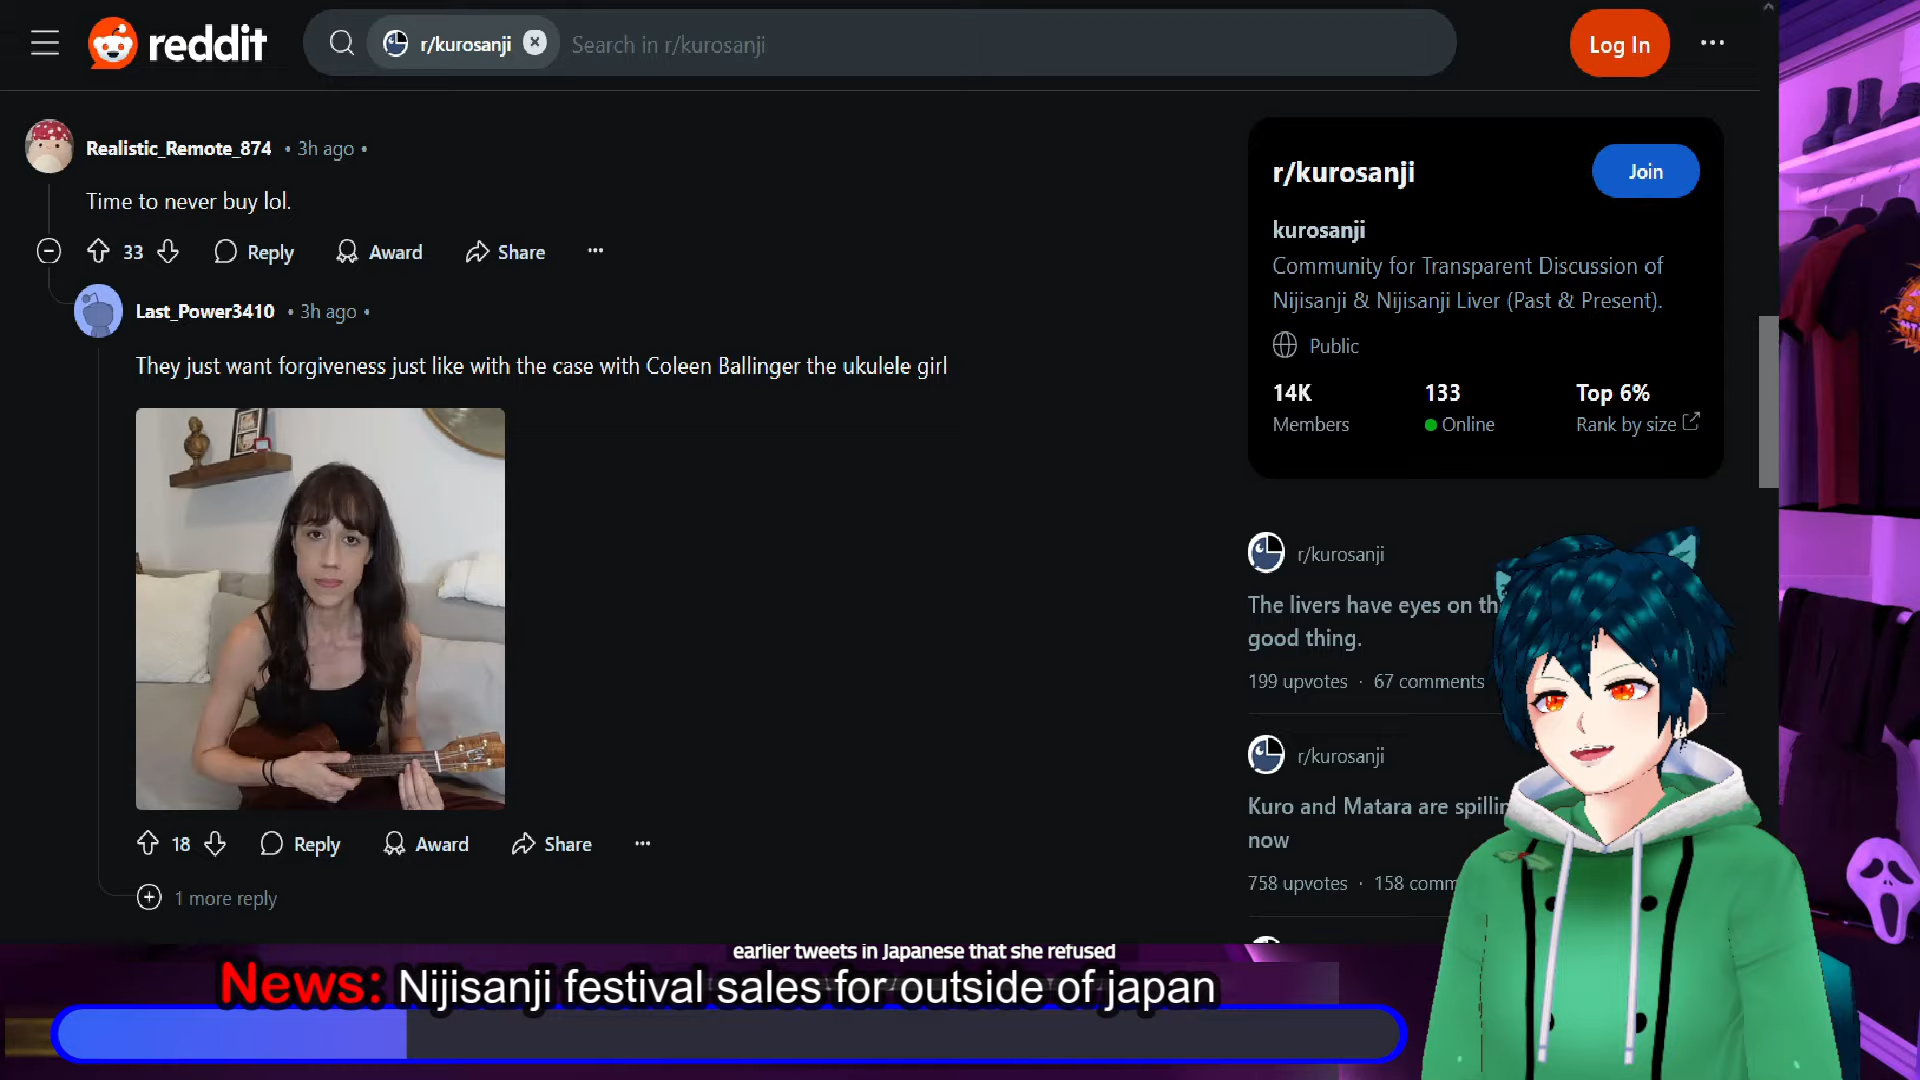 reddit
r/kurosanji
Search in r/kurosanji
Log In
Realistic_Remote_874 • 3h ago •
Time to never buy lol.
33 Reply Award Share
Last_Power3410 • 3h ago •
They just want forgiveness just like with the case with Coleen Ballinger the ukulele girl
18 Reply Award Share
1 more reply
r/kurosanji
Join
kurosanji
Community for Transparent Discussion of
Nijisanji & Nijisanji Liver (Past & Present).
Public
14K 133 Top 6%
Members Online Rank by size
r/kurosanji
The livers have eyes on th
good thing.
199 upvotes · 67 comments
r/kurosanji
Kuro and Matara are spillin
now
758 upvotes · 158 comm
earlier tweets in Japanese that she refused
News: Nijisanji festival sales for outside of japan